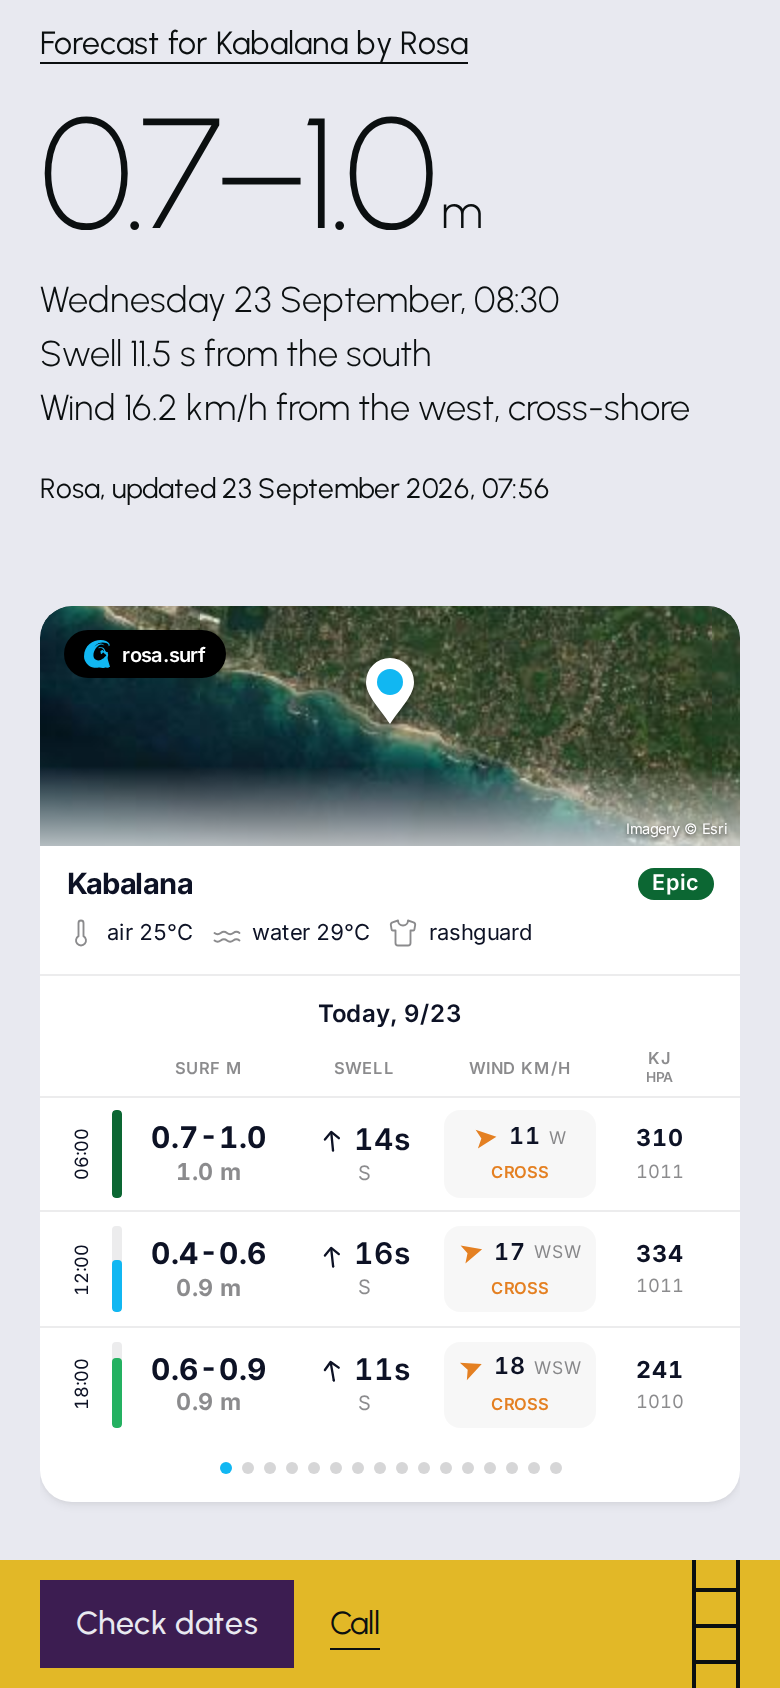 Forecast for Kabalana by Rosa
0.7–1.0 m
Wednesday 23 September, 08:30
Swell 11.5 s from the south
Wind 16.2 km/h from the west, cross-shore
Rosa, updated 23 September 2026, 07:56
rosa.surf
Imagery © Esri
Kabalana
Epic
air 25°C water 29°C rashguard
Today, 9/23
SURF M SWELL WIND KM/H KJ
HPA
06:00 0.7-1.0 14s 11 W 310
1.0 m S CROSS 1011
12:00 0.4-0.6 16s 17 WSW 334
0.9 m S CROSS 1011
18:00 0.6-0.9 11s 18 WSW 241
0.9 m S CROSS 1010
Check dates Call